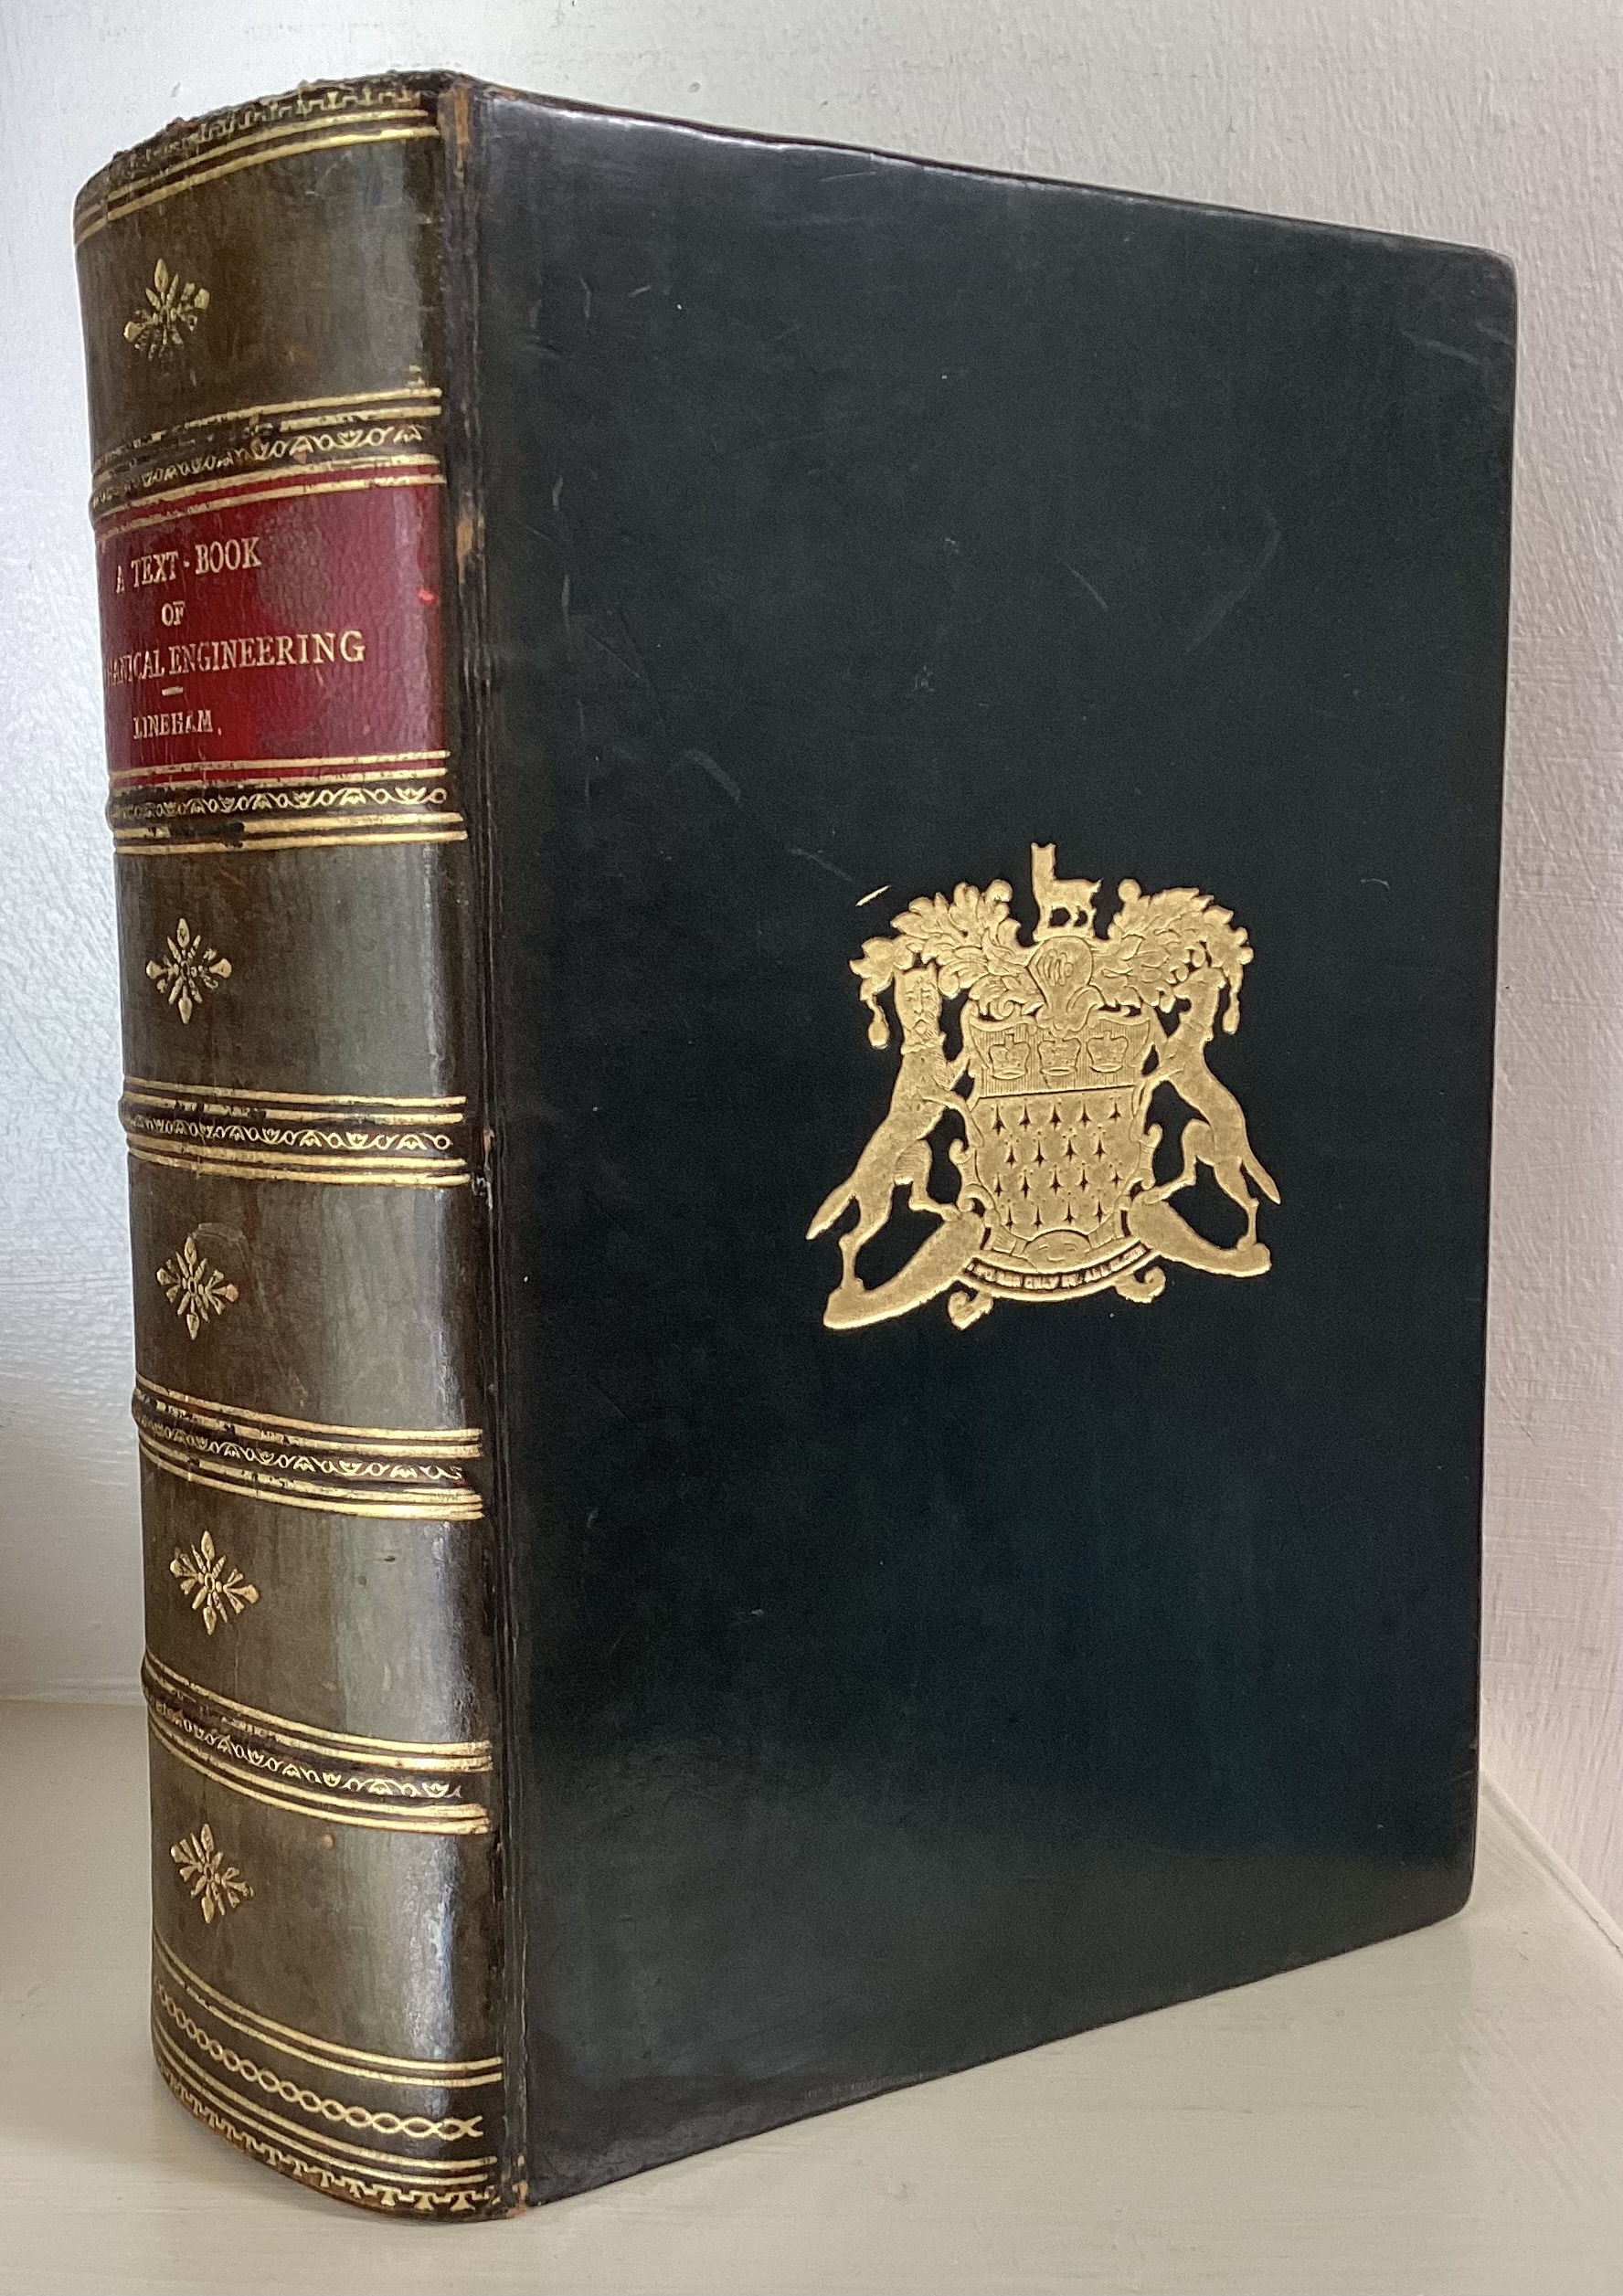 A TEXT-BOOK
OF
HANICAL ENGINEERING
LINEHAM.